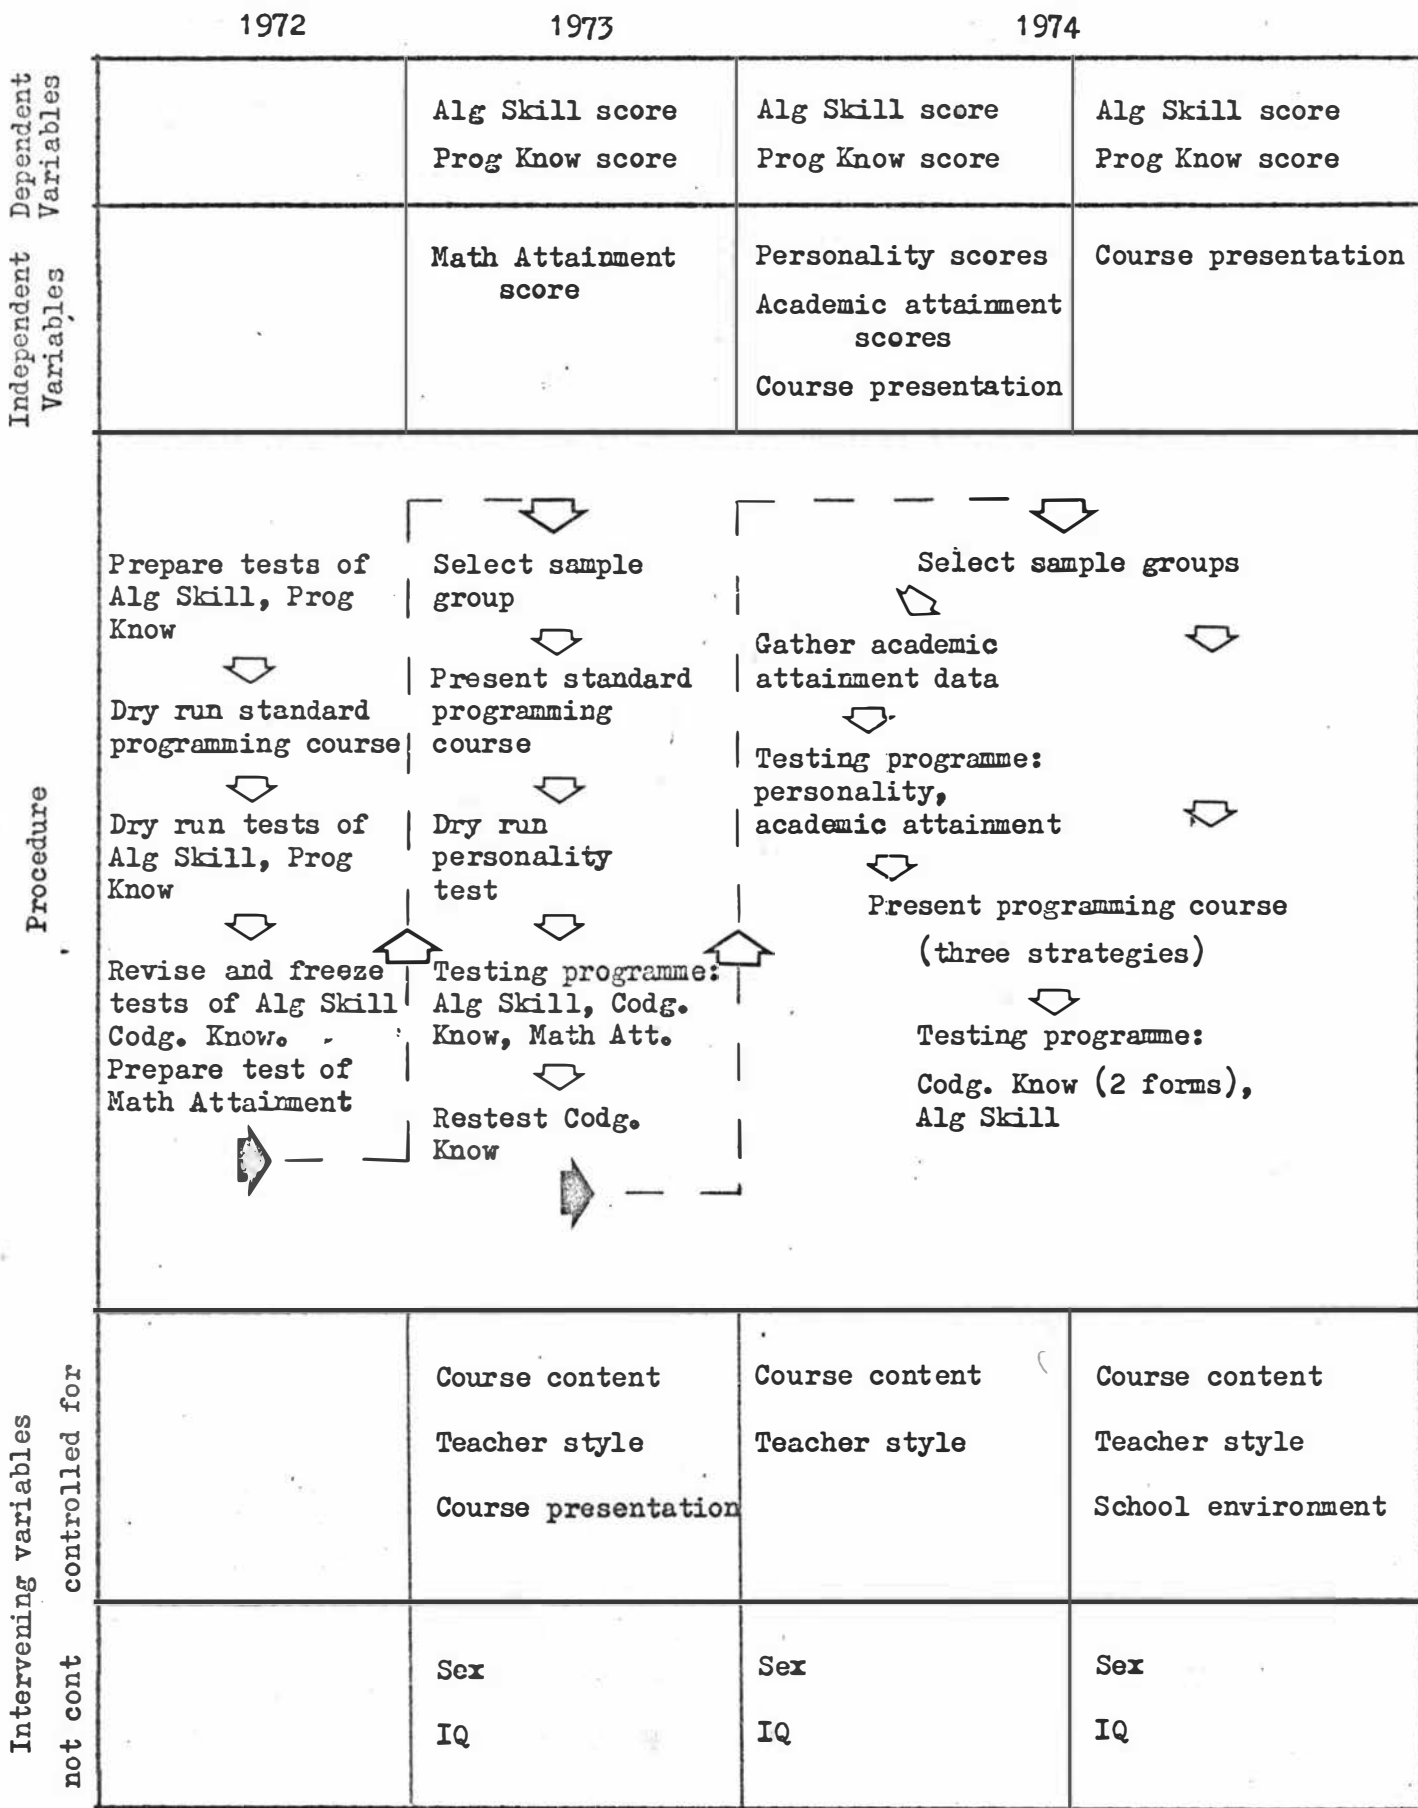 1972
1973
1974
Dependent
Variables
Alg Skill score
Prog Know score
Alg Skill score
Prog Know score
Alg Skill score
Prog Know score
Independent
Variables
Math Attainment
score
Personality scores
Academic attainment
scores
Course presentation
Course presentation
Procedure
Prepare tests of
Alg Skill, Prog
Know
Dry run standard
programming course
Dry run tests of
Alg Skill, Prog
Know
Revise and freeze
tests of Alg Skill
Codg. Know.
Prepare test of
Math Attainment
Select sample
group
Present standard
programming
course
Dry run
personality
test
Testing programme:
Alg Skill, Codg.
Know, Math Att.
Restest Codg.
Know
Select sample groups
Gather academic
attainment data
Testing programme:
personality,
academic attainment
Present programming course
(three strategies)
Testing programme:
Codg. Know (2 forms),
Alg Skill
Intervening variables
controlled for
Course content
Teacher style
Course presentation
Course content
Teacher style
Course content
Teacher style
School environment
not cont
Sex
IQ
Sex
IQ
Sex
IQ